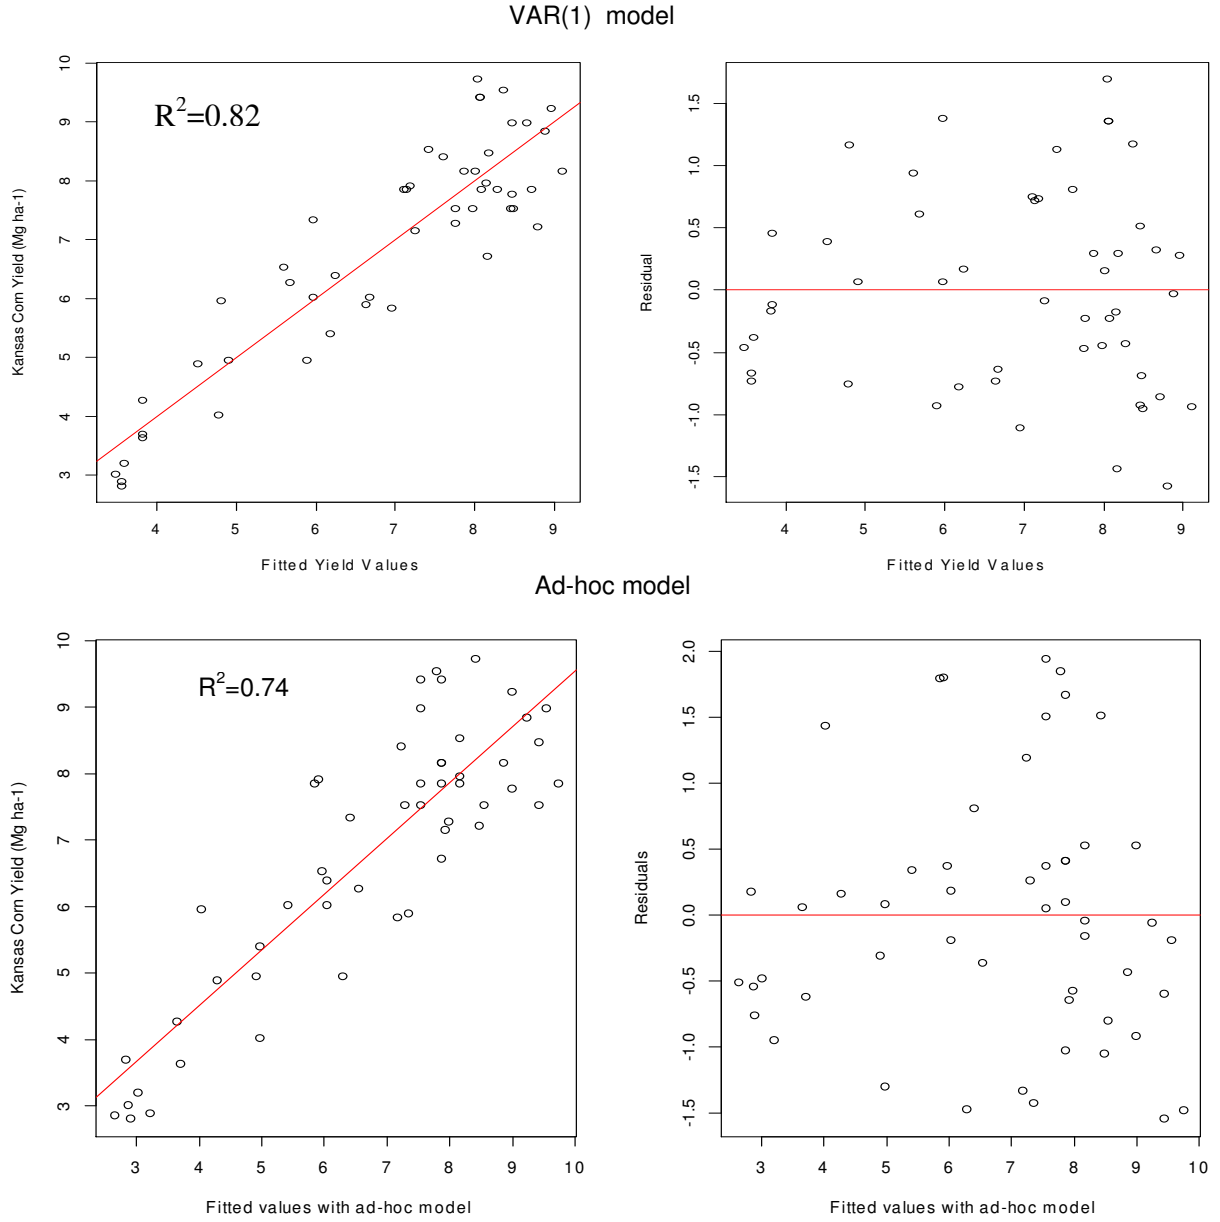 VAR(1) model
R2=0.82
Kansas Corn Yield (Mg ha-1)
10
9
8
7
6
5
4
3
4 5 6 7 8 9
Fitted Yield Values
Residual
1.5
1.0
0.5
0.0
-0.5
-1.0
-1.5
4 5 6 7 8 9
Fitted Yield Values
Ad-hoc model
R2=0.74
Kansas Corn Yield (Mg ha-1)
10
9
8
7
6
5
4
3
3 4 5 6 7 8 9 10
Fitted values with ad-hoc model
Residuals
2.0
1.5
1.0
0.5
0.0
-0.5
-1.0
-1.5
3 4 5 6 7 8 9 10
Fitted values with ad-hoc model